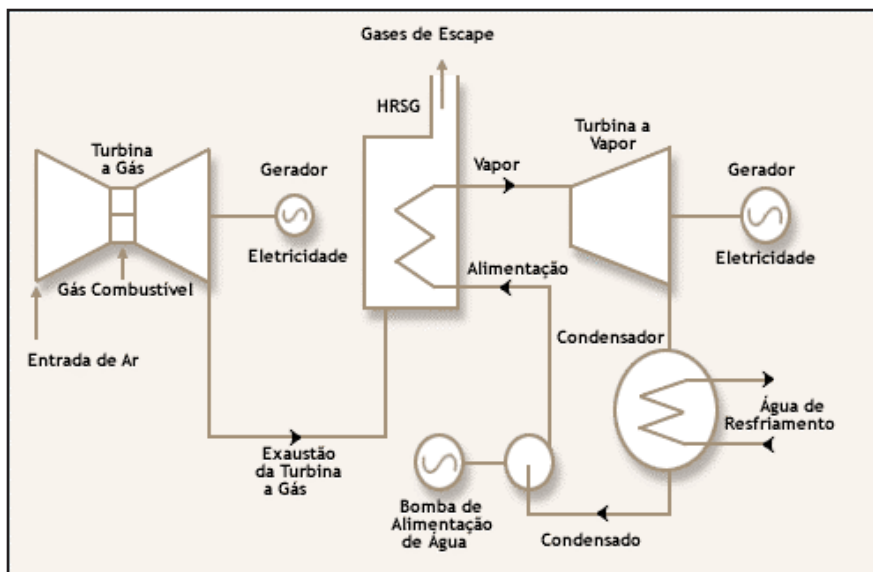 Gases de Escape
HRSG
Turbina
a Gás
Gerador
Eletricidade
Gás Combustível
Entrada de Ar
Exaustão
da Turbina
a Gás
Vapor
Alimentação
Turbina a
Vapor
Gerador
Eletricidade
Condensador
Água de
Resfriamento
Bomba de
Alimentação
de Água
Condensado